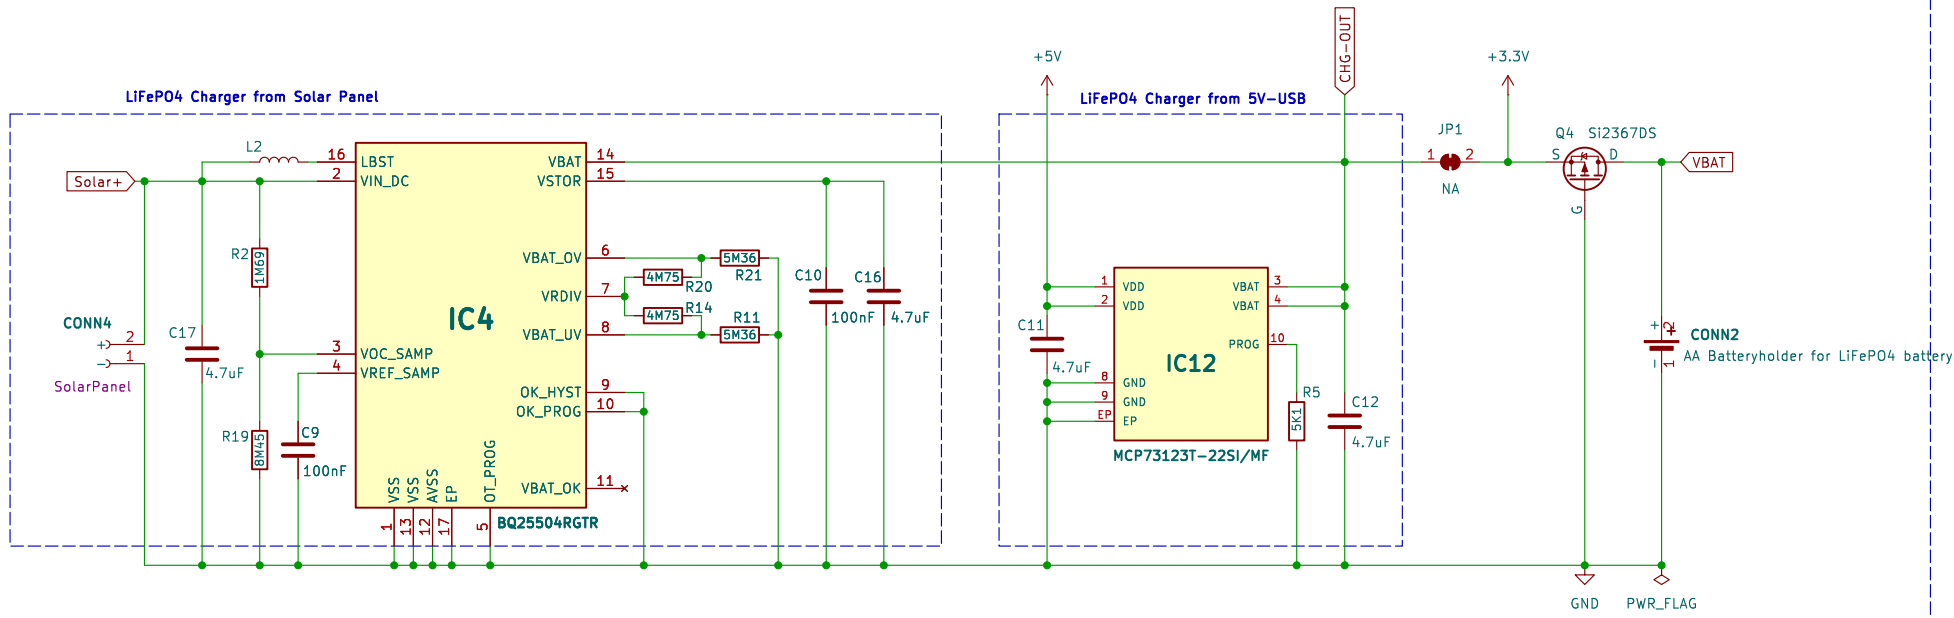 LiFePO4 Charger from Solar Panel
Solar+
L2
16
LBST
2
VIN_DC
R2
1M69
CONN4
+
2
-
1
SolarPanel
C17
4.7uF
3
VOC_SAMP
4
VREF_SAMP
R19
8M45
C9
100nF
IC4
BQ25504RGTR
VBAT
14
VSTOR
15
VBAT_OV
6
VRDIV
7
VBAT_UV
8
OK_HYST
9
OK_PROG
10
VBAT_OK
11
VSS
1
VSS
13
AVSS
12
EP
17
OT_PROG
5
4M75
R20
5M36
R21
4M75
R14
5M36
R11
C10
100nF
C16
4.7uF
LiFePO4 Charger from 5V-USB
+5V
CHG-OUT
1
VDD
2
VDD
C11
4.7uF
8
GND
9
GND
EP
EP
IC12
MCP73123T-22SI/MF
VBAT
3
VBAT
4
PROG
10
R5
5K1
C12
4.7uF
JP1
1
2
NA
+3.3V
Q4
Si2367DS
S
D
G
VBAT
+
2
CONN2
AA Batteryholder for LiFePO4 battery
-
1
GND
PWR_FLAG